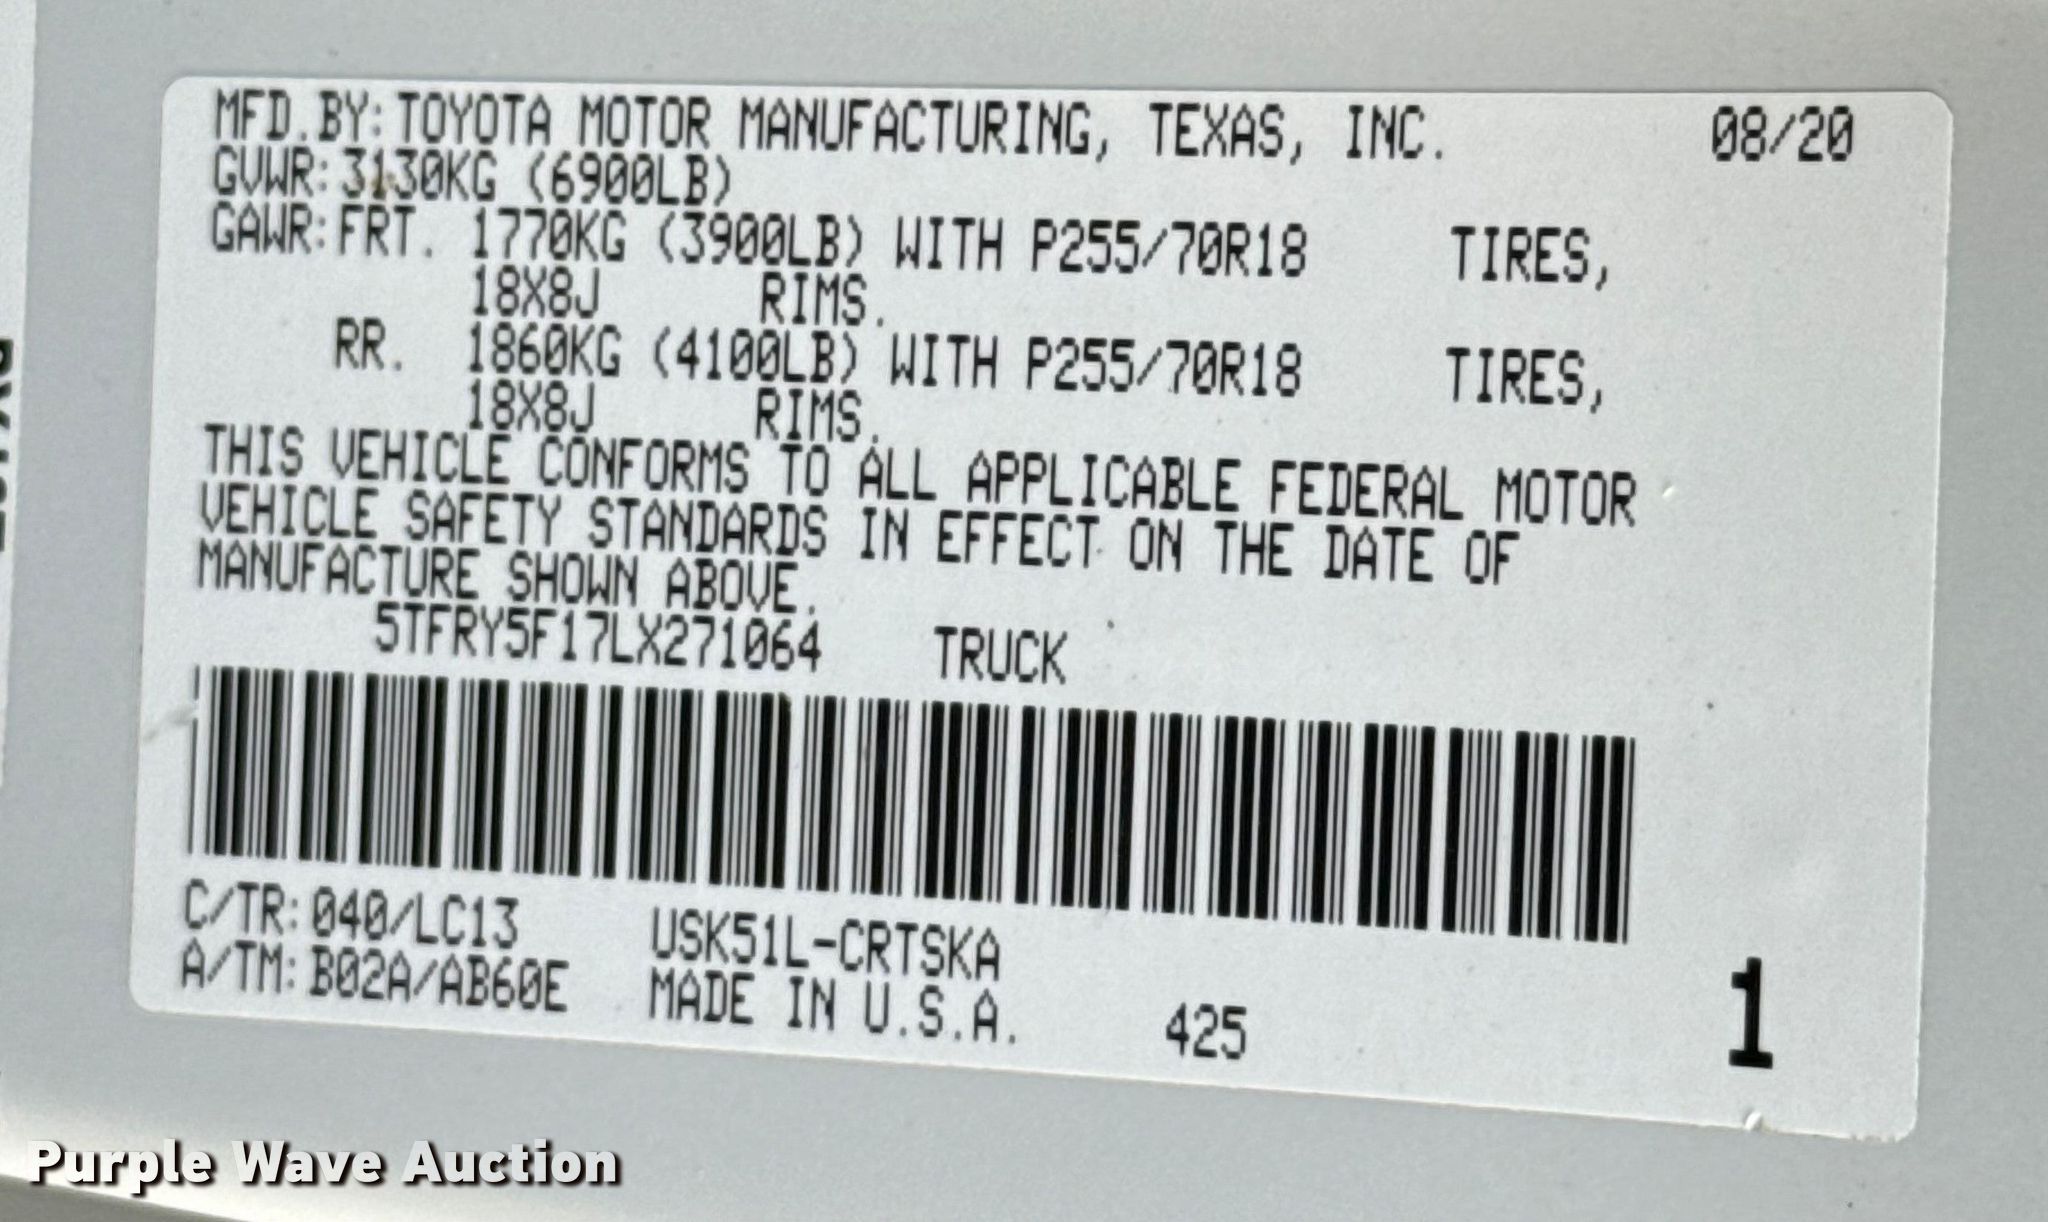 MFD.BY:TOYOTA MOTOR MANUFACTURING, TEXAS, INC. 08/20
GVWR:3130KG (6900LB)
GAWR:FRT. 1770KG (3900LB) WITH P255/70R18 TIRES,
18X8J RIMS.
RR. 1860KG (4100LB) WITH P255/70R18 TIRES,
18X8J RIMS.
THIS VEHICLE CONFORMS TO ALL APPLICABLE FEDERAL MOTOR
VEHICLE SAFETY STANDARDS IN EFFECT ON THE DATE OF
MANUFACTURE SHOWN ABOVE.
5TFRY5F17LX271064 TRUCK
C/TR:040/LC13 USK51L-CRTSKA
A/TM:B02A/AB60E MADE IN U.S.A. 425 1
Purple Wave Auction